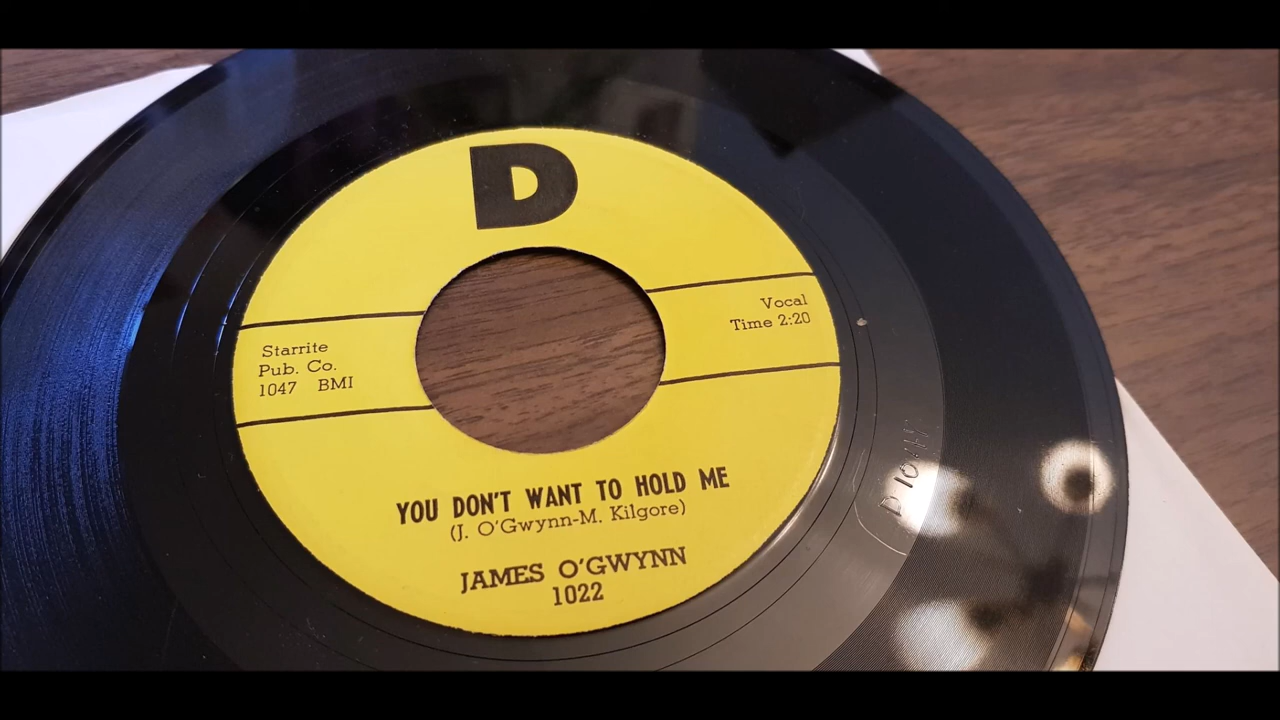 D
Starrite
Pub. Co.
1047 BMI
Vocal
Time 2:20
YOU DON'T WANT TO HOLD ME
(J. O'Gwynn-M. Kilgore)
JAMES O'GWYNN
1022